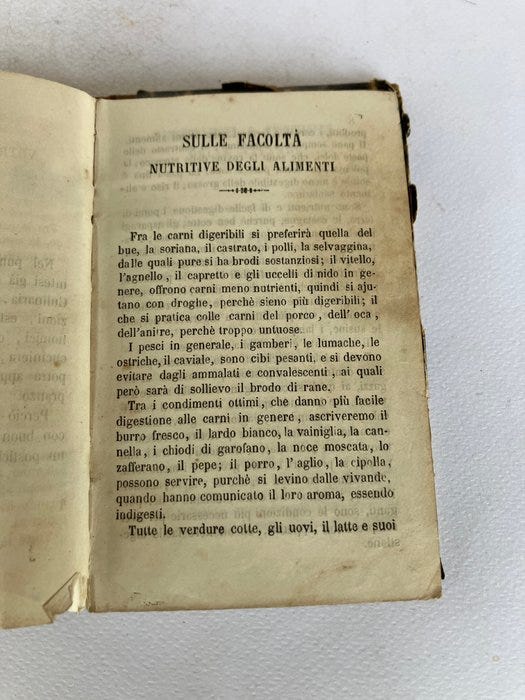 SULLE FACOLTÀ
NUTRITIVE DEGLI ALIMENTI
Fra le carni digeribili si preferirà quella del
bue, la soriana, il castrato, i polli, la selvaggina,
dalle quali pure si ha brodi sostanziosi; il vitello,
l'agnello, il capretto e gli uccelli di nido in ge-
nere, offrono carni meno nutrienti, quindi si aju-
tano con droghe, perchè sieno più digeribili; il
che si pratica colle carni del porco, dell'oca,
dell'anitre, perchè troppo untuose.
I pesci in generale, i gamberi, le lumache, le
ostriche, il caviale, sono cibi pesanti, e si devono
evitare dagli ammalati e convalescenti, ai quali
però sarà di sollievo il brodo di rane.
Tra i condimenti ottimi, che danno più facile
digestione alle carni in genere, ascriveremo il
burro fresco, il lardo bianco, la vainiglia, la can-
nella, i chiodi di garofano, la noce moscata, lo
zafferano, il pepe; il porro, l'aglio, la cipolla,
possono servire, purchè si levino dalle vivande,
quando hanno comunicato il loro aroma, essendo
indigesti.
Tutte le verdure cotte, gli uovi, il latte e suoi